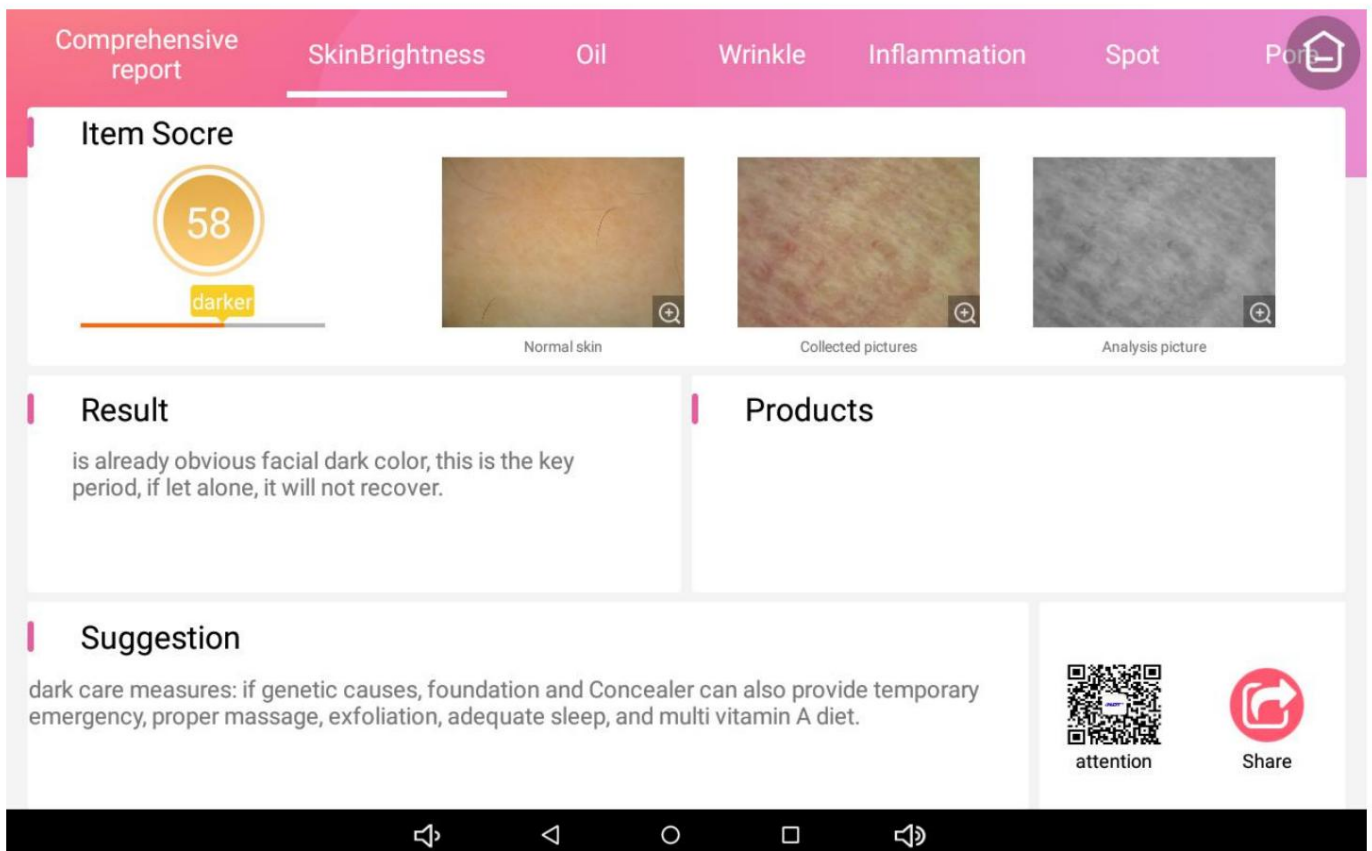 Comprehensive
report
SkinBrightness
Oil
Wrinkle
Inflammation
Spot
Item Socre
58
darker
Normal skin
Collected pictures
Analysis picture
Result
is already obvious facial dark color, this is the key
period, if let alone, it will not recover.
Products
Suggestion
dark care measures: if genetic causes, foundation and Concealer can also provide temporary
emergency, proper massage, exfoliation, adequate sleep, and multi vitamin A diet.
attention
Share